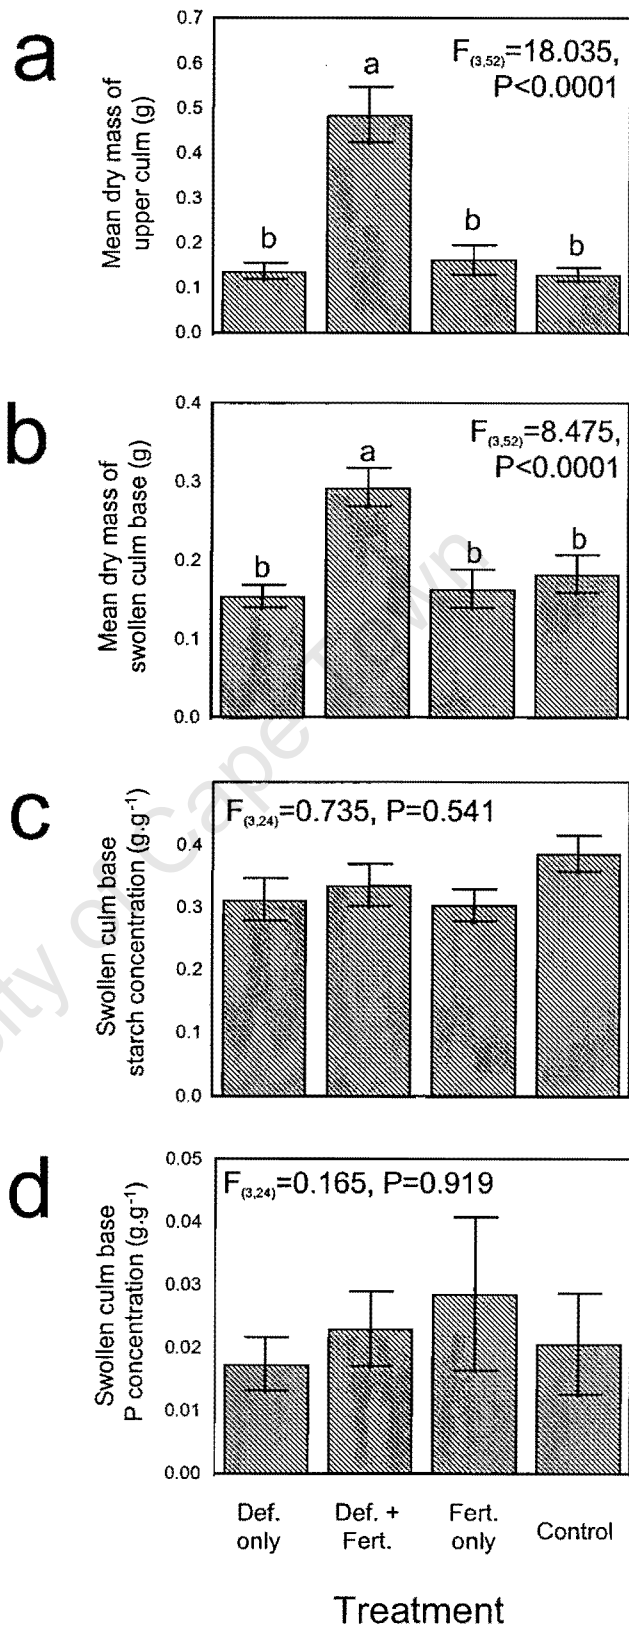 a
Mean dry mass of
upper culm (g)
0.7
0.6
0.5
0.4
0.3
0.2
0.1
0.0
F(3,52)=18.035,
P<0.0001
b
a
b
b
b
Mean dry mass of
swollen culm base (g)
0.4
0.3
0.2
0.1
0.0
F(3,52)=8.475,
P<0.0001
b
a
b
b
c
Swollen culm base
starch concentration (g.g-1)
0.4
0.3
0.2
0.1
0.0
F(3,24)=0.735, P=0.541
d
Swollen culm base
P concentration (g.g-1)
0.05
0.04
0.03
0.02
0.01
0.00
F(3,24)=0.165, P=0.919
Def.
only
Def. +
Fert.
Fert.
only
Control
Treatment
ity of Cape Town